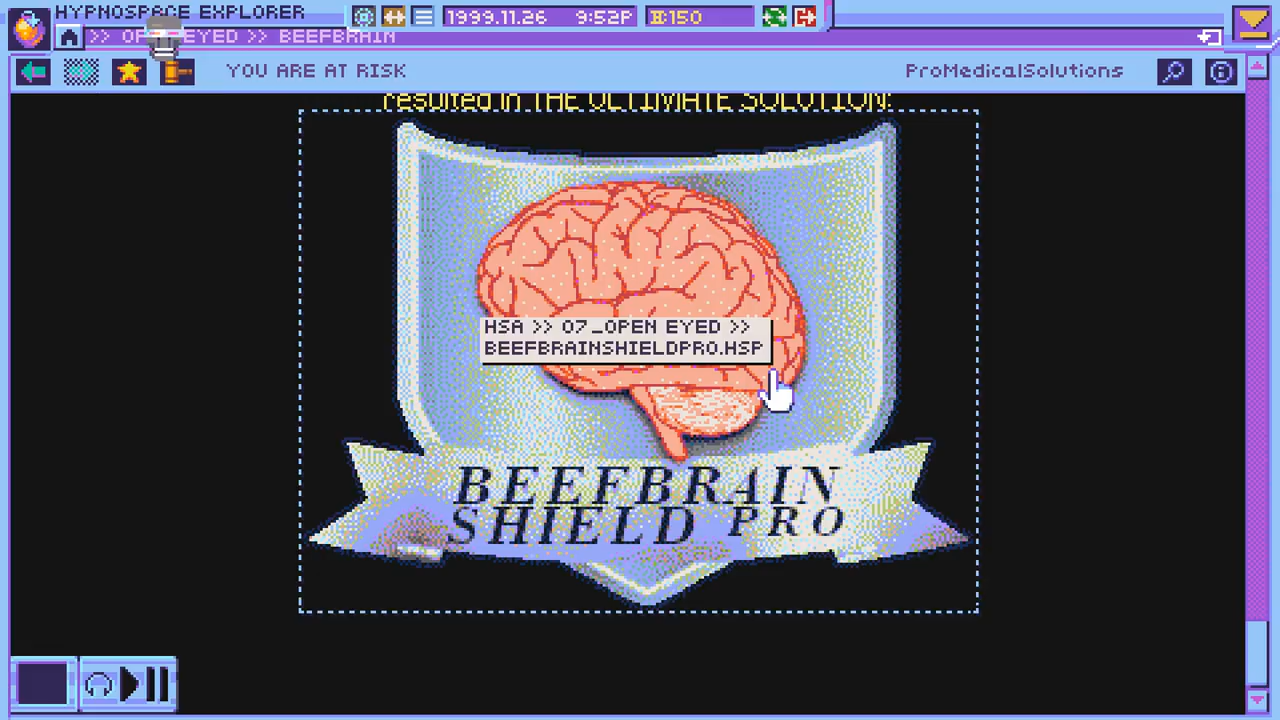 HYPNOSPACE EXPLORER
1999.11.26 9:52P
150
>> OPEN EYED >> BEEFBRAIN
YOU ARE AT RISK
ProMedicalSolutions
resulted in THE ULTIMATE SOLUTION:
HSA >> 07_OPEN EYED >>
BEEFBRAINSHIELDPRO.HSP
BEEFBRAIN
SHIELD PRO